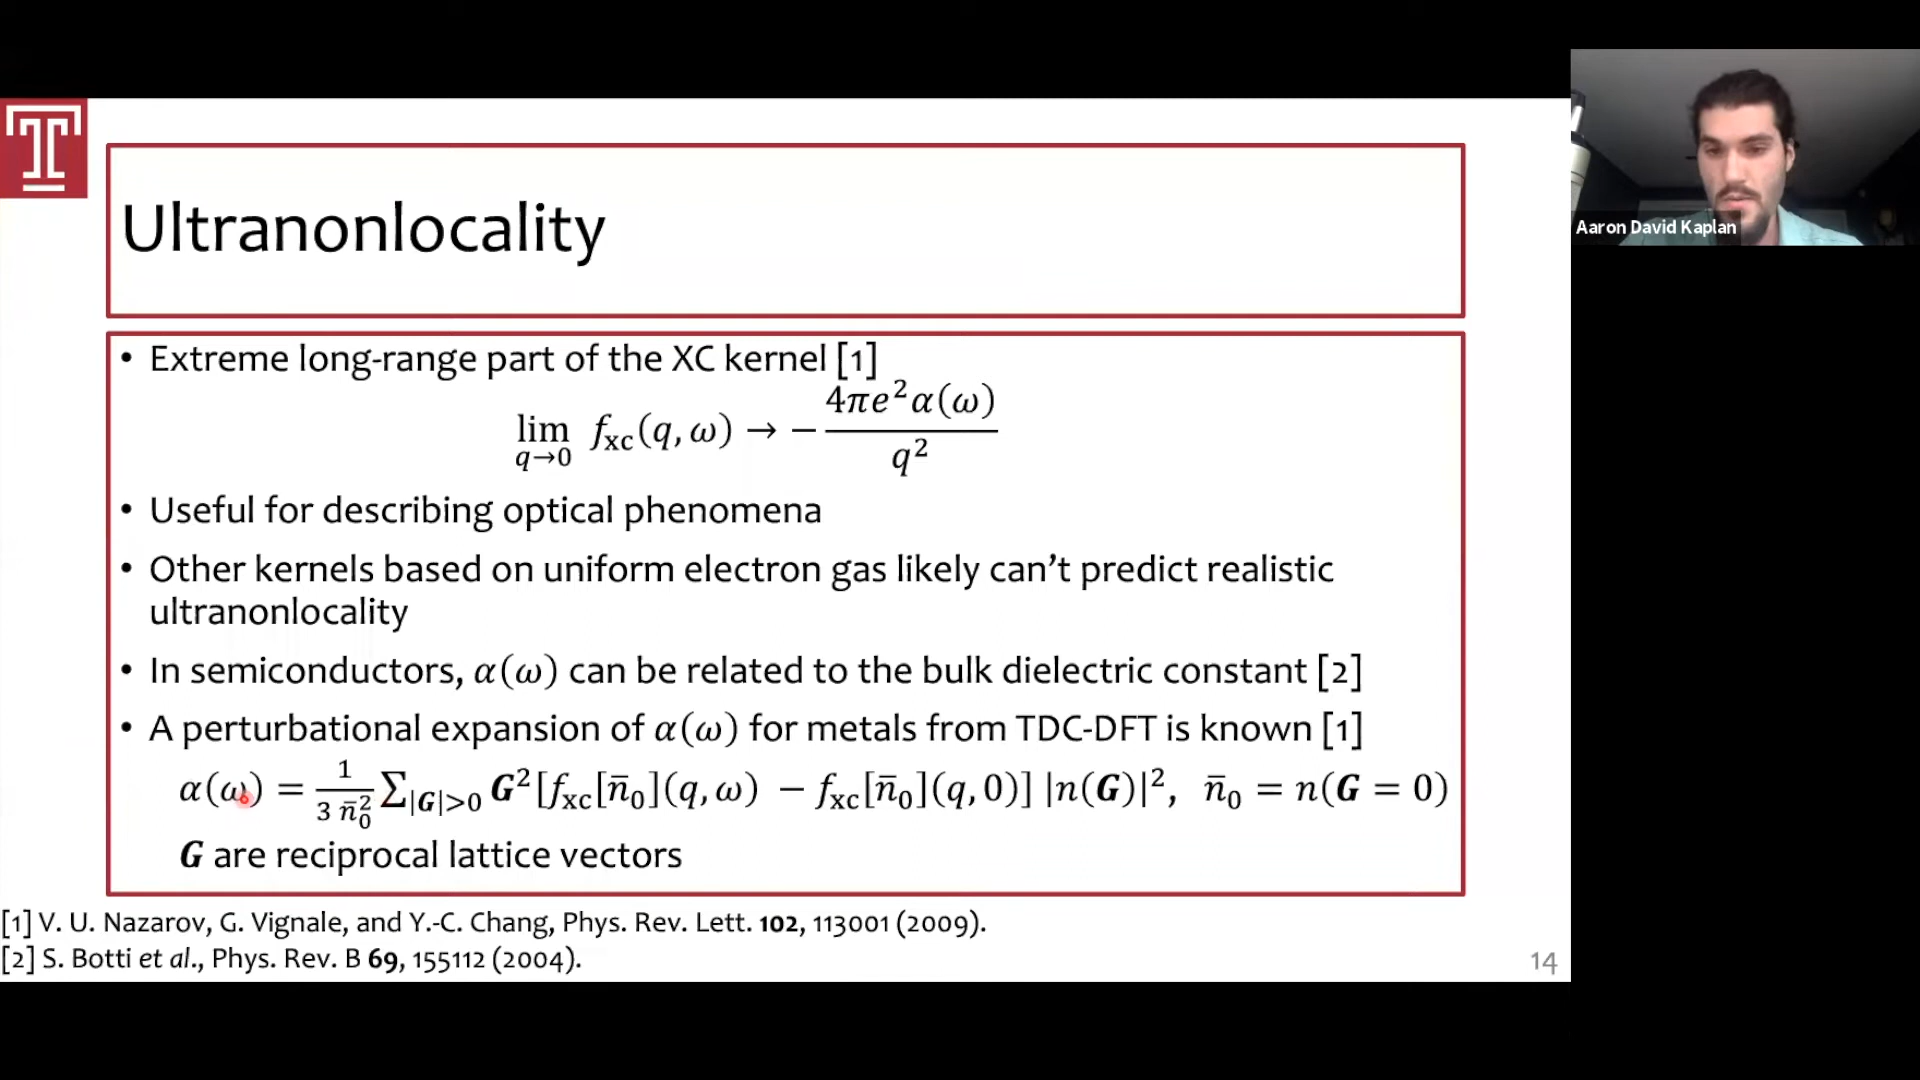 T
Ultranonlocality
Aaron David Kaplan
• Extreme long-range part of the XC kernel [1]
lim_{q→0} f_xc(q, ω) → − 4πe²α(ω) / q²
• Useful for describing optical phenomena
• Other kernels based on uniform electron gas likely can't predict realistic
ultranonlocality
• In semiconductors, α(ω) can be related to the bulk dielectric constant [2]
• A perturbational expansion of α(ω) for metals from TDC-DFT is known [1]
α(ω) = 1/(3 n̄₀²) Σ_{|G|>0} G²[f_xc[n̄₀](q, ω) − f_xc[n̄₀](q, 0)] |n(G)|², n̄₀ = n(G = 0)
G are reciprocal lattice vectors
[1] V. U. Nazarov, G. Vignale, and Y.-C. Chang, Phys. Rev. Lett. 102, 113001 (2009).
[2] S. Botti et al., Phys. Rev. B 69, 155112 (2004).
14